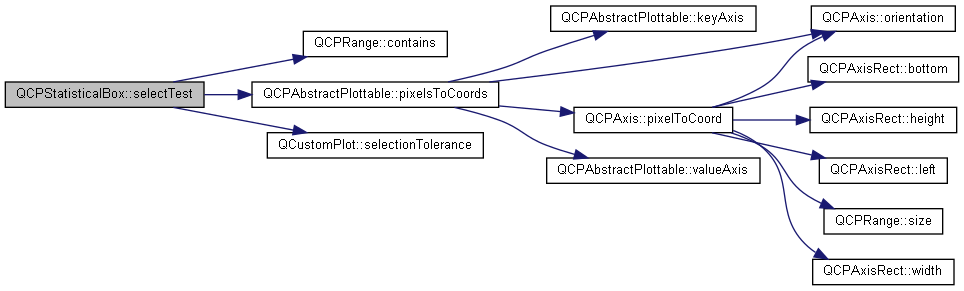 QCPStatisticalBox::selectTest
QCPRange::contains
QCPAbstractPlottable::pixelsToCoords
QCustomPlot::selectionTolerance
QCPAbstractPlottable::keyAxis
QCPAxis::pixelToCoord
QCPAbstractPlottable::valueAxis
QCPAxis::orientation
QCPAxisRect::bottom
QCPAxisRect::height
QCPAxisRect::left
QCPRange::size
QCPAxisRect::width